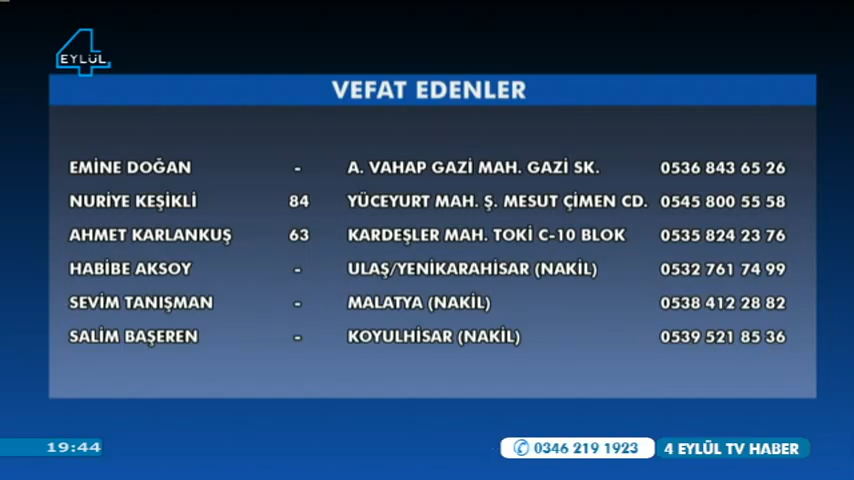 4
EYLÜL
VEFAT EDENLER
EMİNE DOĞAN - A. VAHAP GAZİ MAH. GAZİ SK. 0536 843 65 26
NURİYE KEŞİKLİ 84 YÜCEYURT MAH. Ş. MESUT ÇİMEN CD. 0545 800 55 58
AHMET KARLANKUŞ 63 KARDEŞLER MAH. TOKİ C-10 BLOK 0535 824 23 76
HABİBE AKSOY - ULAŞ/YENİKARAHİSAR (NAKİL) 0532 761 74 99
SEVİM TANIŞMAN - MALATYA (NAKİL) 0538 412 28 82
SALİM BAŞEREN - KOYULHİSAR (NAKİL) 0539 521 85 36
19:44 0346 219 1923 4 EYLÜL TV HABER